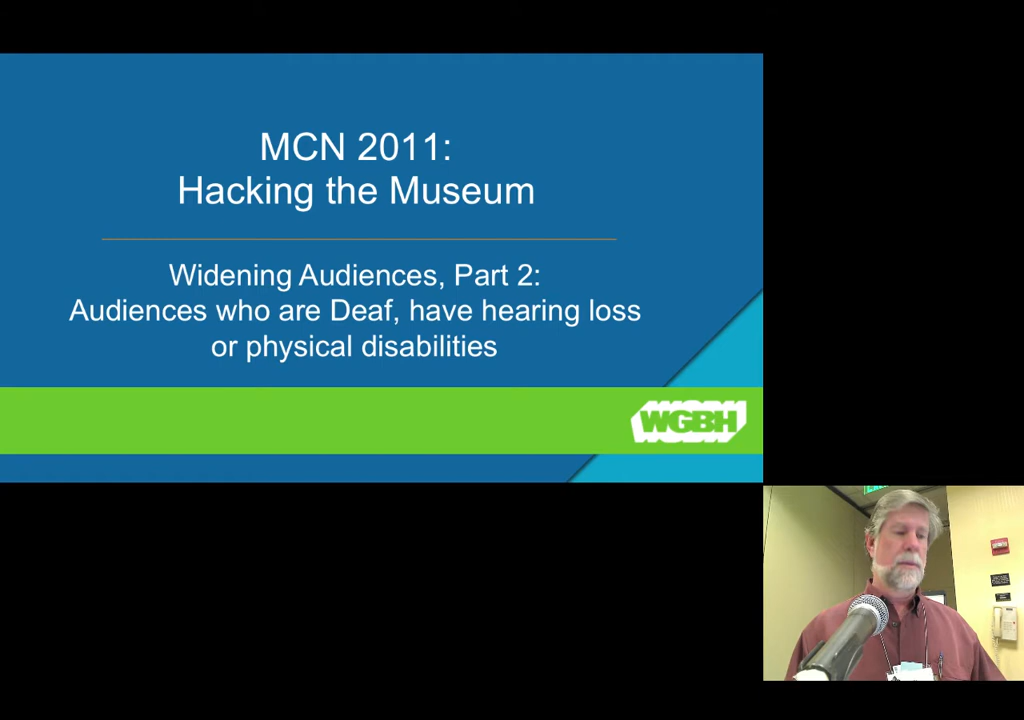 MCN 2011:
Hacking the Museum
Widening Audiences, Part 2:
Audiences who are Deaf, have hearing loss
or physical disabilities
WGBH